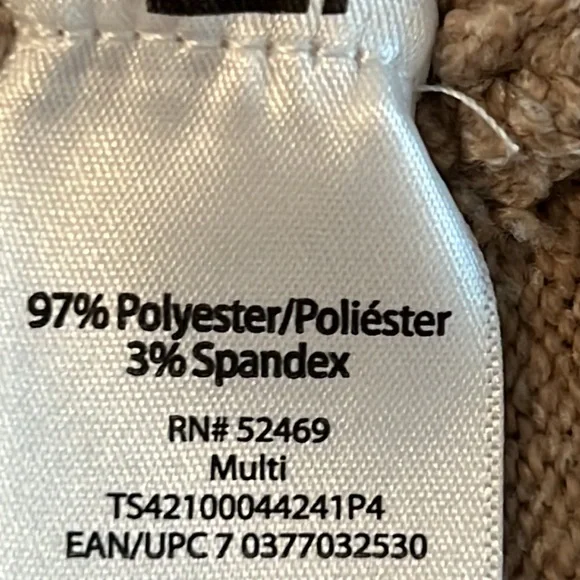 97% Polyester/Poliéster
3% Spandex
RN# 52469
Multi
TS42100044241P4
EAN/UPC 7 0377032530